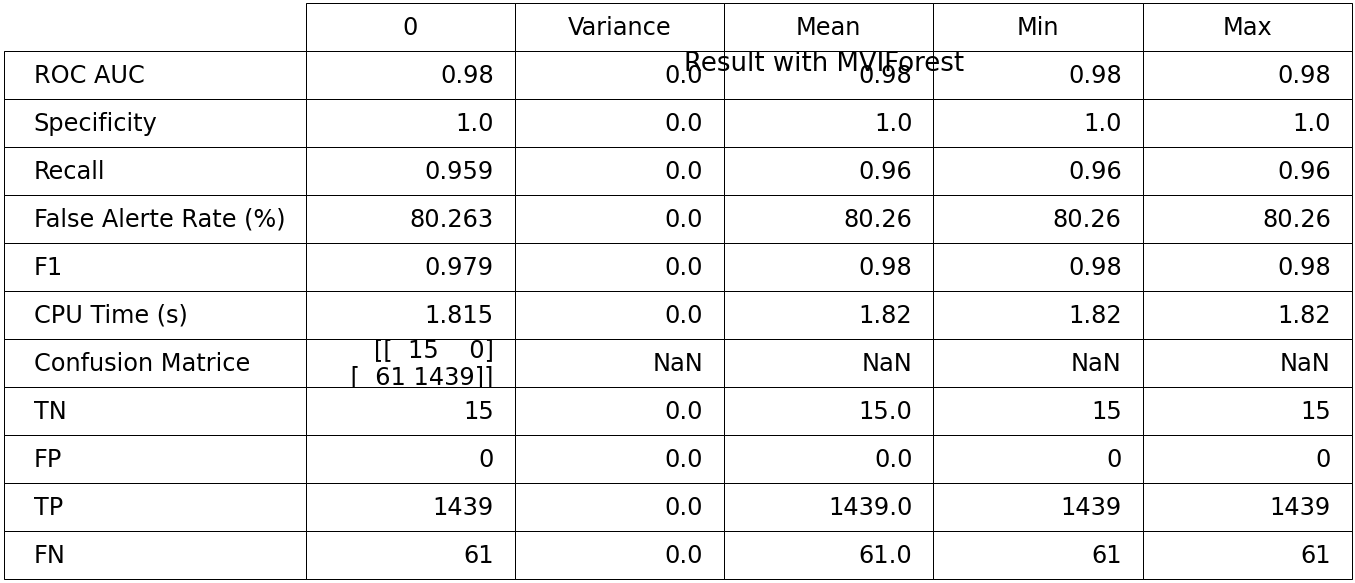 0 Variance Mean Min Max
Result with MVIForest
ROC AUC 0.98 0.0 0.98 0.98 0.98
Specificity 1.0 0.0 1.0 1.0 1.0
Recall 0.959 0.0 0.96 0.96 0.96
False Alerte Rate (%) 80.263 0.0 80.26 80.26 80.26
F1 0.979 0.0 0.98 0.98 0.98
CPU Time (s) 1.815 0.0 1.82 1.82 1.82
Confusion Matrice [[ 15 0] NaN NaN NaN NaN
[ 61 1439]]
TN 15 0.0 15.0 15 15
FP 0 0.0 0.0 0 0
TP 1439 0.0 1439.0 1439 1439
FN 61 0.0 61.0 61 61